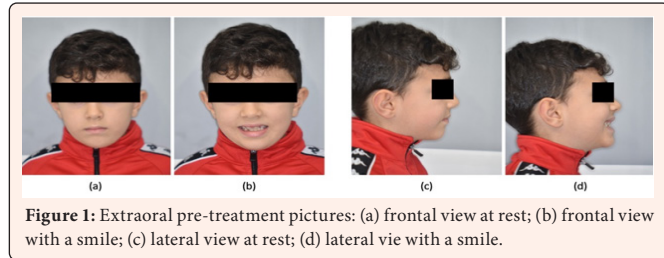 (a) (b) (c) (d)
Figure 1: Extraoral pre-treatment pictures: (a) frontal view at rest; (b) frontal view
with a smile; (c) lateral view at rest; (d) lateral vie with a smile.